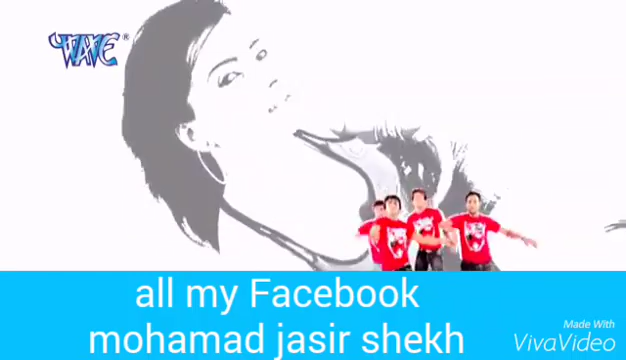 WAVE®
all my Facebook
mohamad jasir shekh
Made With
VivaVideo